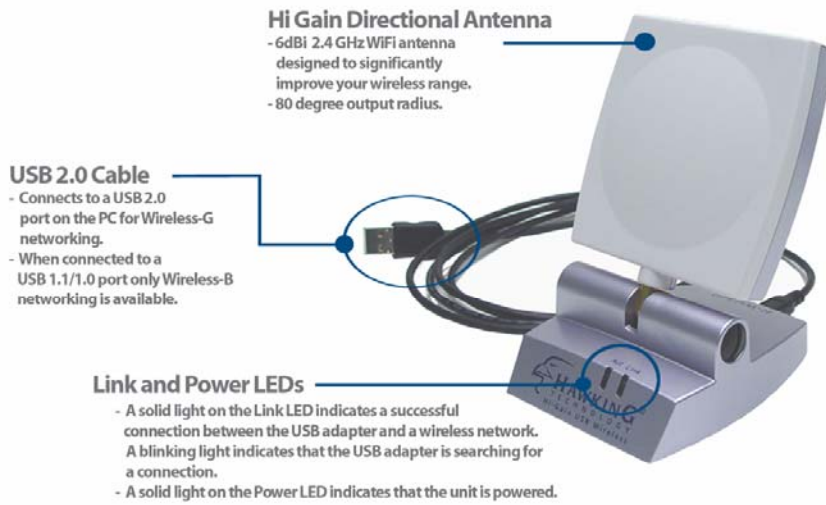 Hi Gain Directional Antenna
- 6dBi 2.4 GHz WiFi antenna
designed to significantly
improve your wireless range.
- 80 degree output radius.
USB 2.0 Cable
- Connects to a USB 2.0
port on the PC for Wireless-G
networking.
- When connected to a
USB 1.1/1.0 port only Wireless-B
networking is available.
Link and Power LEDs
- A solid light on the Link LED indicates a successful
connection between the USB adapter and a wireless network.
A blinking light indicates that the USB adapter is searching for
a connection.
- A solid light on the Power LED indicates that the unit is powered.
Link
HAWKING
TECHNOLOGY
Hi-Gain USB Wireless